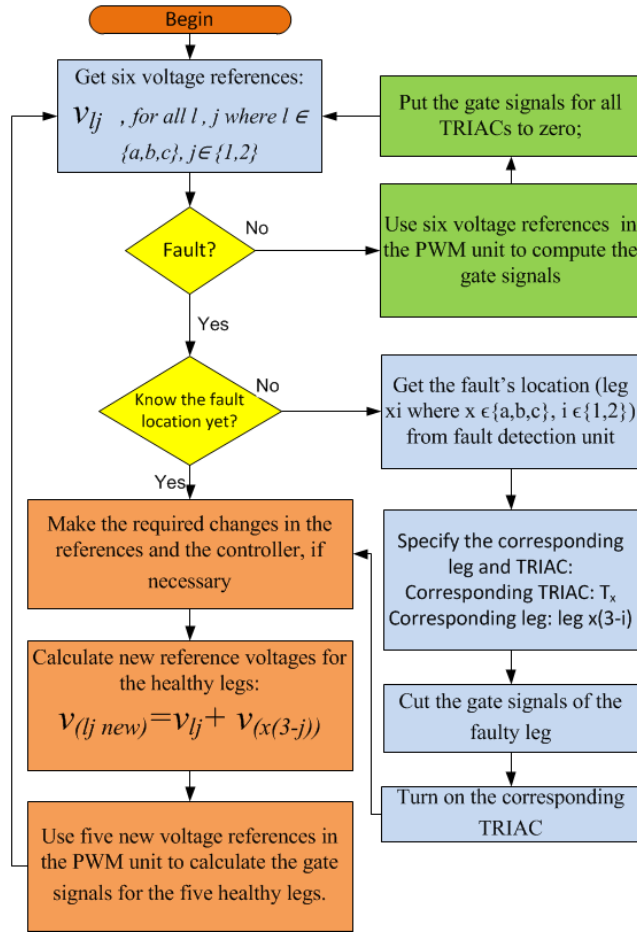 Begin
Get six voltage references:
v_{lj} , for all l , j where l ∈
{a,b,c}, j∈{1,2}
Put the gate signals for all
TRIACs to zero;
Fault?
No
Use six voltage references in
the PWM unit to compute the
gate signals
Yes
Know the fault
location yet?
No
Get the fault's location (leg
xi where x ϵ{a,b,c}, i ϵ{1,2})
from fault detection unit
Yes
Make the required changes in the
references and the controller, if
necessary
Specify the corresponding
leg and TRIAC:
Corresponding TRIAC: T_x
Corresponding leg: leg x(3-i)
Calculate new reference voltages for
the healthy legs:
v_{(lj new)}=v_{lj}+ v_{(x(3-j))}
Cut the gate signals of the
faulty leg
Turn on the corresponding
TRIAC
Use five new voltage references in
the PWM unit to calculate the gate
signals for the five healthy legs.